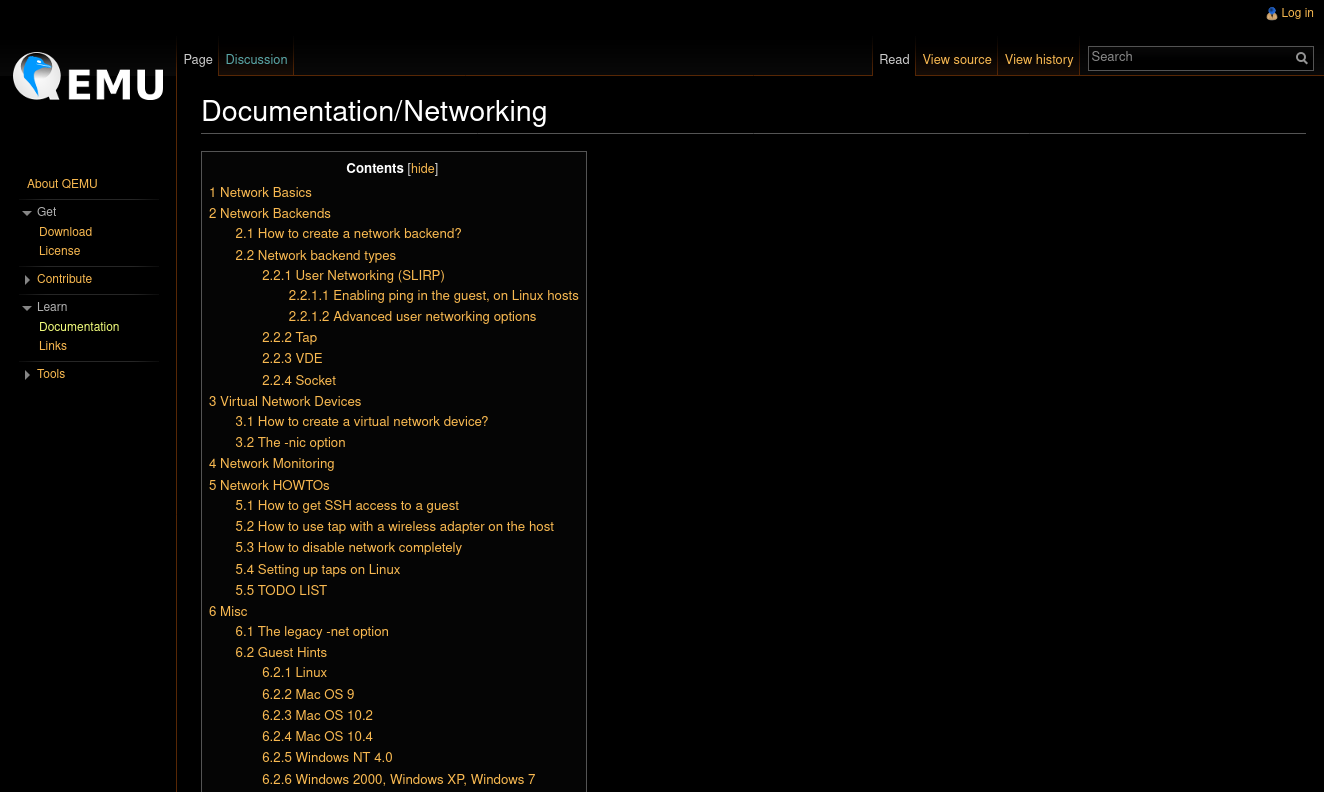 Log in
QEMU
Page Discussion Read View source View history Search
Documentation/Networking
About QEMU
Get
Download
License
Contribute
Learn
Documentation
Links
Tools
Contents [hide]
1 Network Basics
2 Network Backends
2.1 How to create a network backend?
2.2 Network backend types
2.2.1 User Networking (SLIRP)
2.2.1.1 Enabling ping in the guest, on Linux hosts
2.2.1.2 Advanced user networking options
2.2.2 Tap
2.2.3 VDE
2.2.4 Socket
3 Virtual Network Devices
3.1 How to create a virtual network device?
3.2 The -nic option
4 Network Monitoring
5 Network HOWTOs
5.1 How to get SSH access to a guest
5.2 How to use tap with a wireless adapter on the host
5.3 How to disable network completely
5.4 Setting up taps on Linux
5.5 TODO LIST
6 Misc
6.1 The legacy -net option
6.2 Guest Hints
6.2.1 Linux
6.2.2 Mac OS 9
6.2.3 Mac OS 10.2
6.2.4 Mac OS 10.4
6.2.5 Windows NT 4.0
6.2.6 Windows 2000, Windows XP, Windows 7